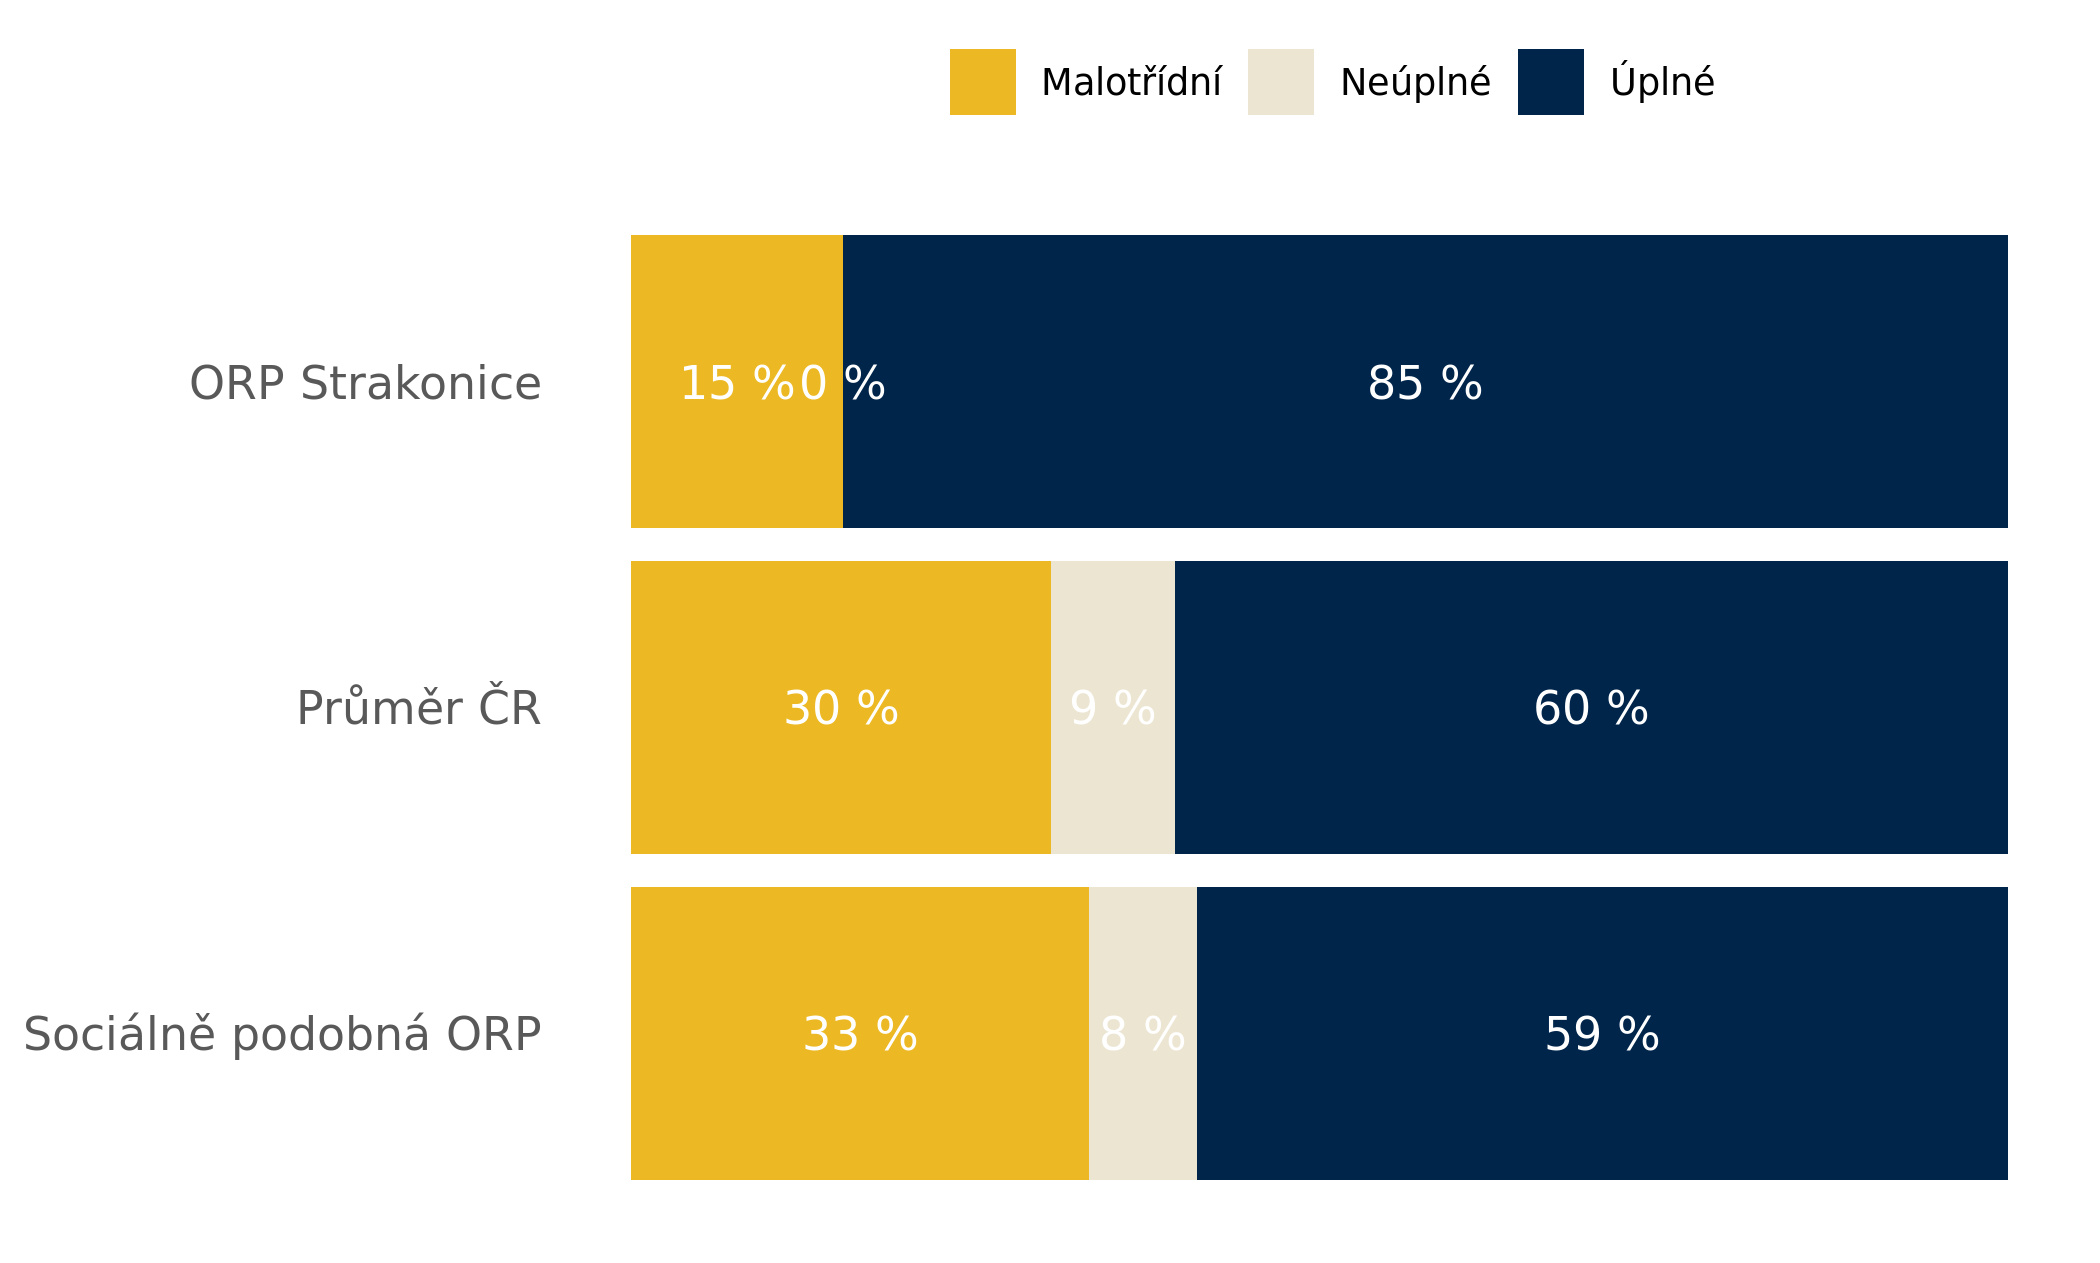 Malotřídní Neúplné Úplné
ORP Strakonice 15 % 0 % 85 %
Průměr ČR 30 % 9 % 60 %
Sociálně podobná ORP 33 % 8 % 59 %